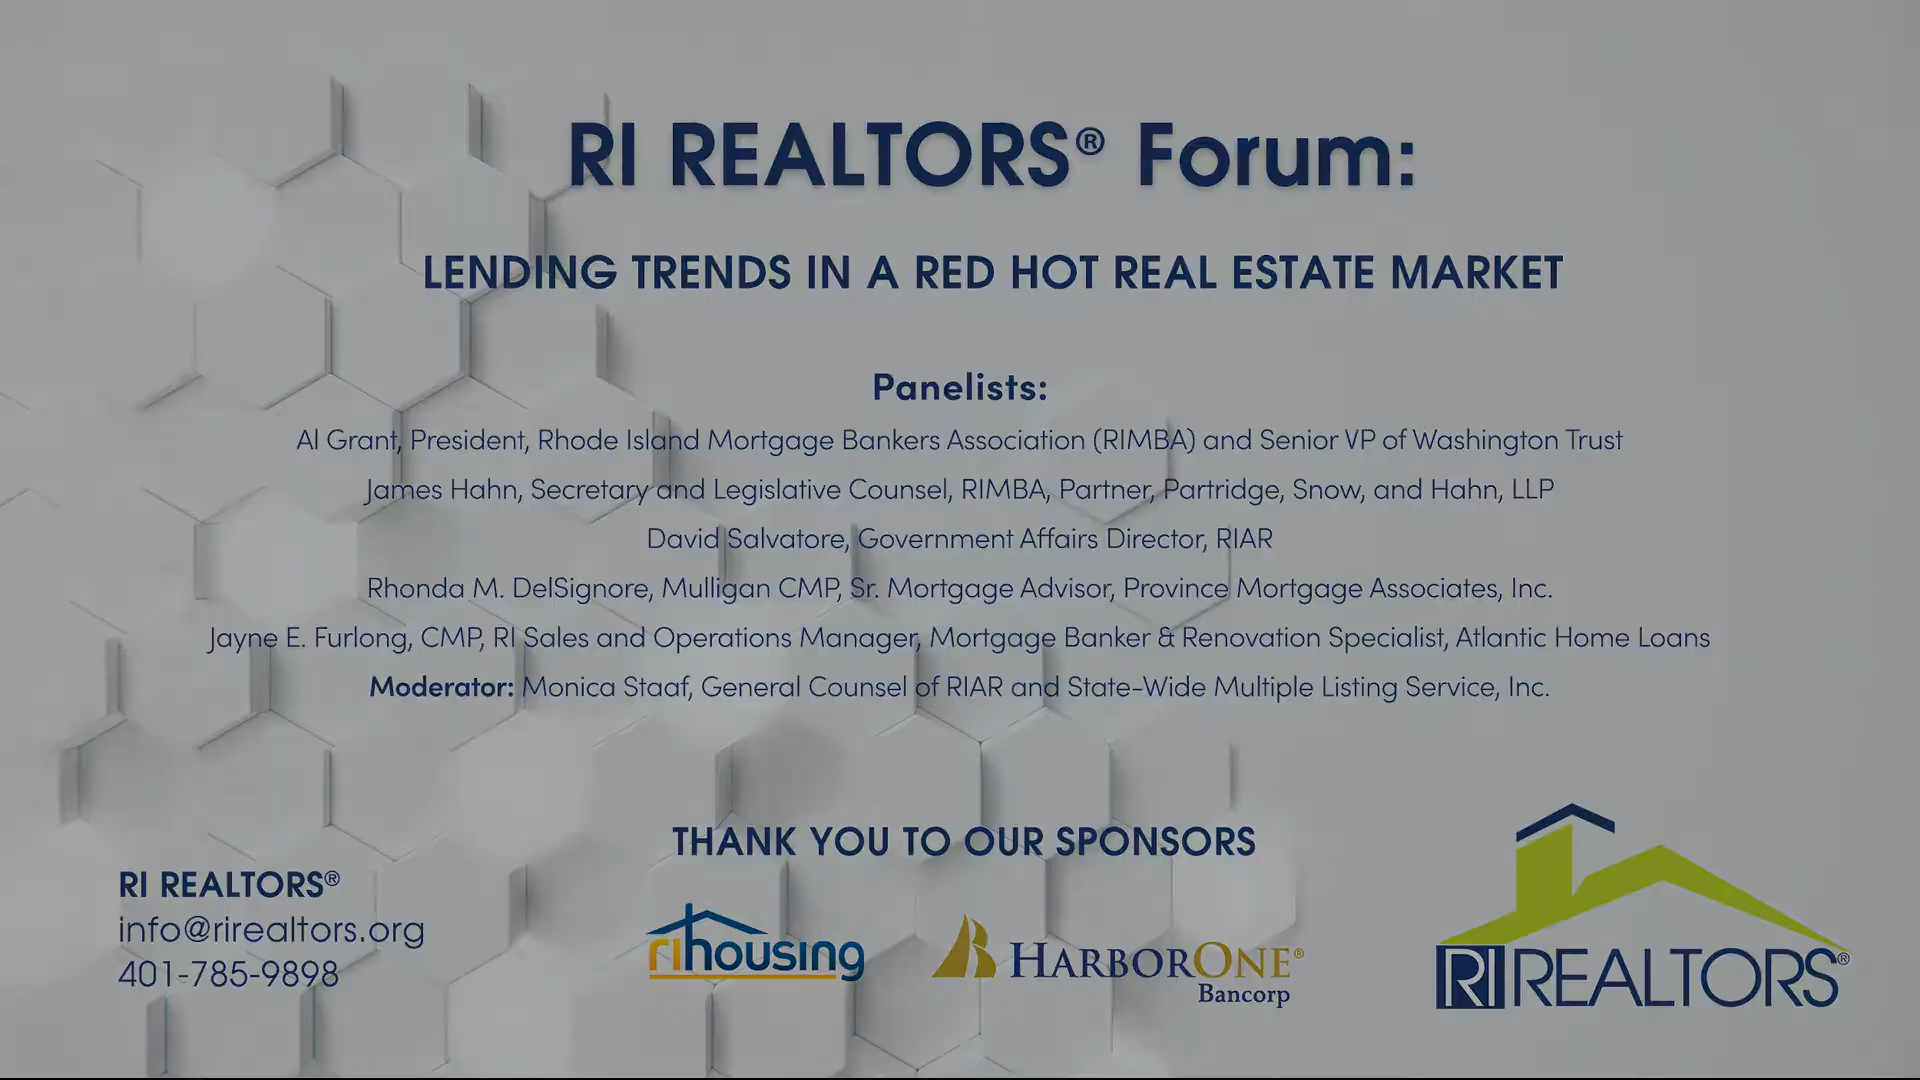 RI REALTORS® Forum:
LENDING TRENDS IN A RED HOT REAL ESTATE MARKET
Panelists:
Al Grant, President, Rhode Island Mortgage Bankers Association (RIMBA) and Senior VP of Washington Trust
James Hahn, Secretary and Legislative Counsel, RIMBA, Partner, Partridge, Snow, and Hahn, LLP
David Salvatore, Government Affairs Director, RIAR
Rhonda M. DelSignore, Mulligan CMP, Sr. Mortgage Advisor, Province Mortgage Associates, Inc.
Jayne E. Furlong, CMP, RI Sales and Operations Manager, Mortgage Banker & Renovation Specialist, Atlantic Home Loans
Moderator: Monica Staaf, General Counsel of RIAR and State-Wide Multiple Listing Service, Inc.
THANK YOU TO OUR SPONSORS
RI REALTORS®
info@rirealtors.org
401-785-9898
rihousing
HARBORONE®
Bancorp
RI REALTORS®